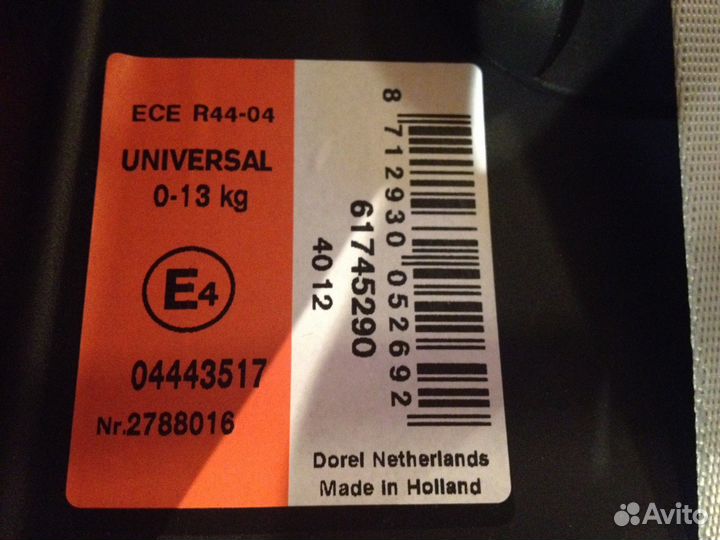 ECE R44-04
UNIVERSAL
0-13 kg
E4
04443517
Nr.2788016
8 712930 052692
61745290
40 12
Dorel Netherlands
Made in Holland
Avito